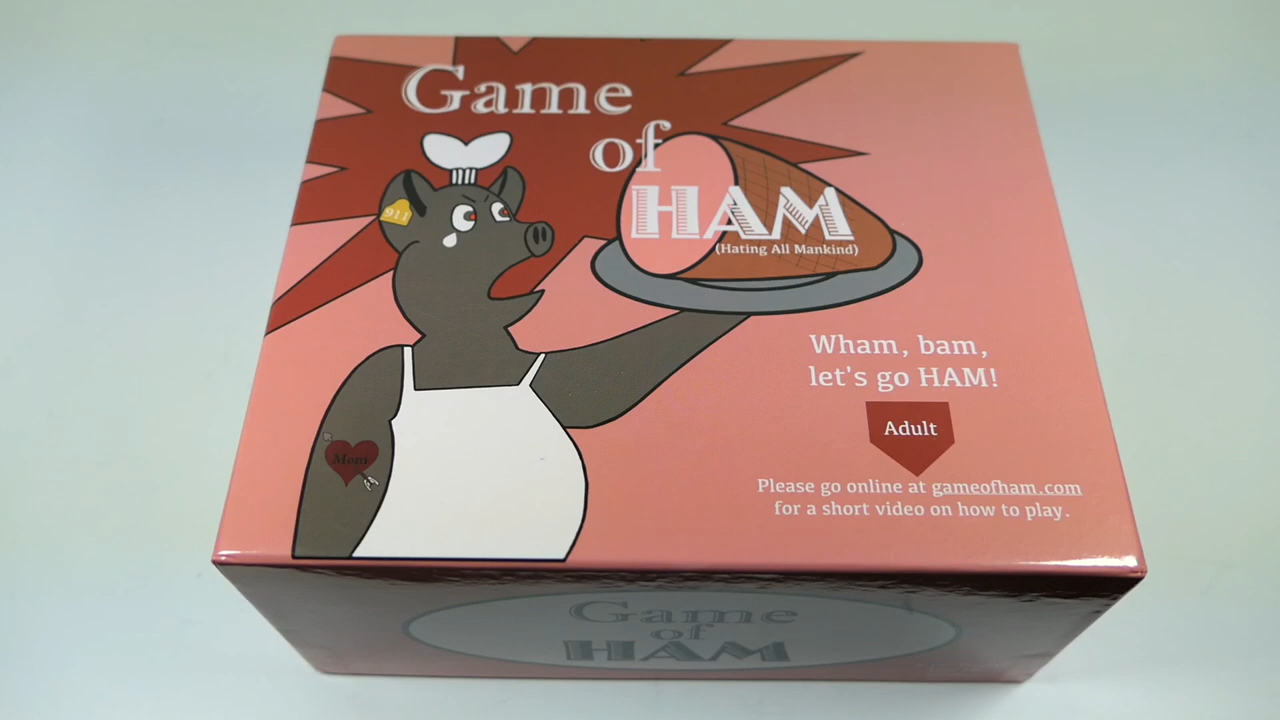 Game
of
HAM
(Hating All Mankind)
911
Mom
Wham, bam,
let's go HAM!
Adult
Please go online at gameofham.com
for a short video on how to play.
Game
of
HAM